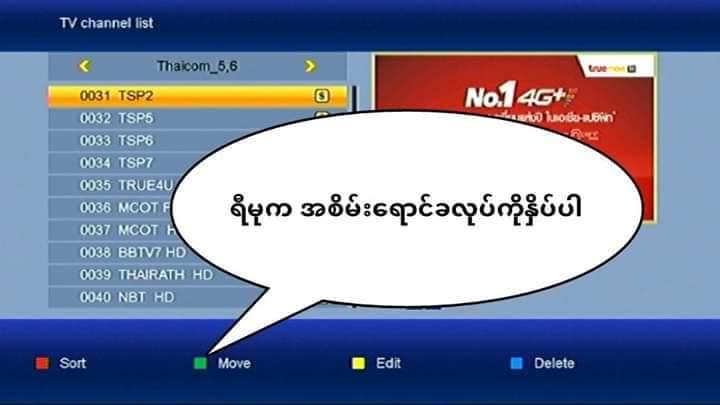 TV channel list
Thaicom_5,6
0031 TSP2
0032 TSP5
0033 TSP6
0034 TSP7
0035 TRUE4U
0036 MCOT
0037 MCOT
0038 BBTV7 HD
0039 THAIRATH HD
0040 NBT HD
truemove H
No.1 4G+
ရီမုက အစိမ်းရောင်ခလုပ်ကိုနှိပ်ပါ
Sort
Move
Edit
Delete